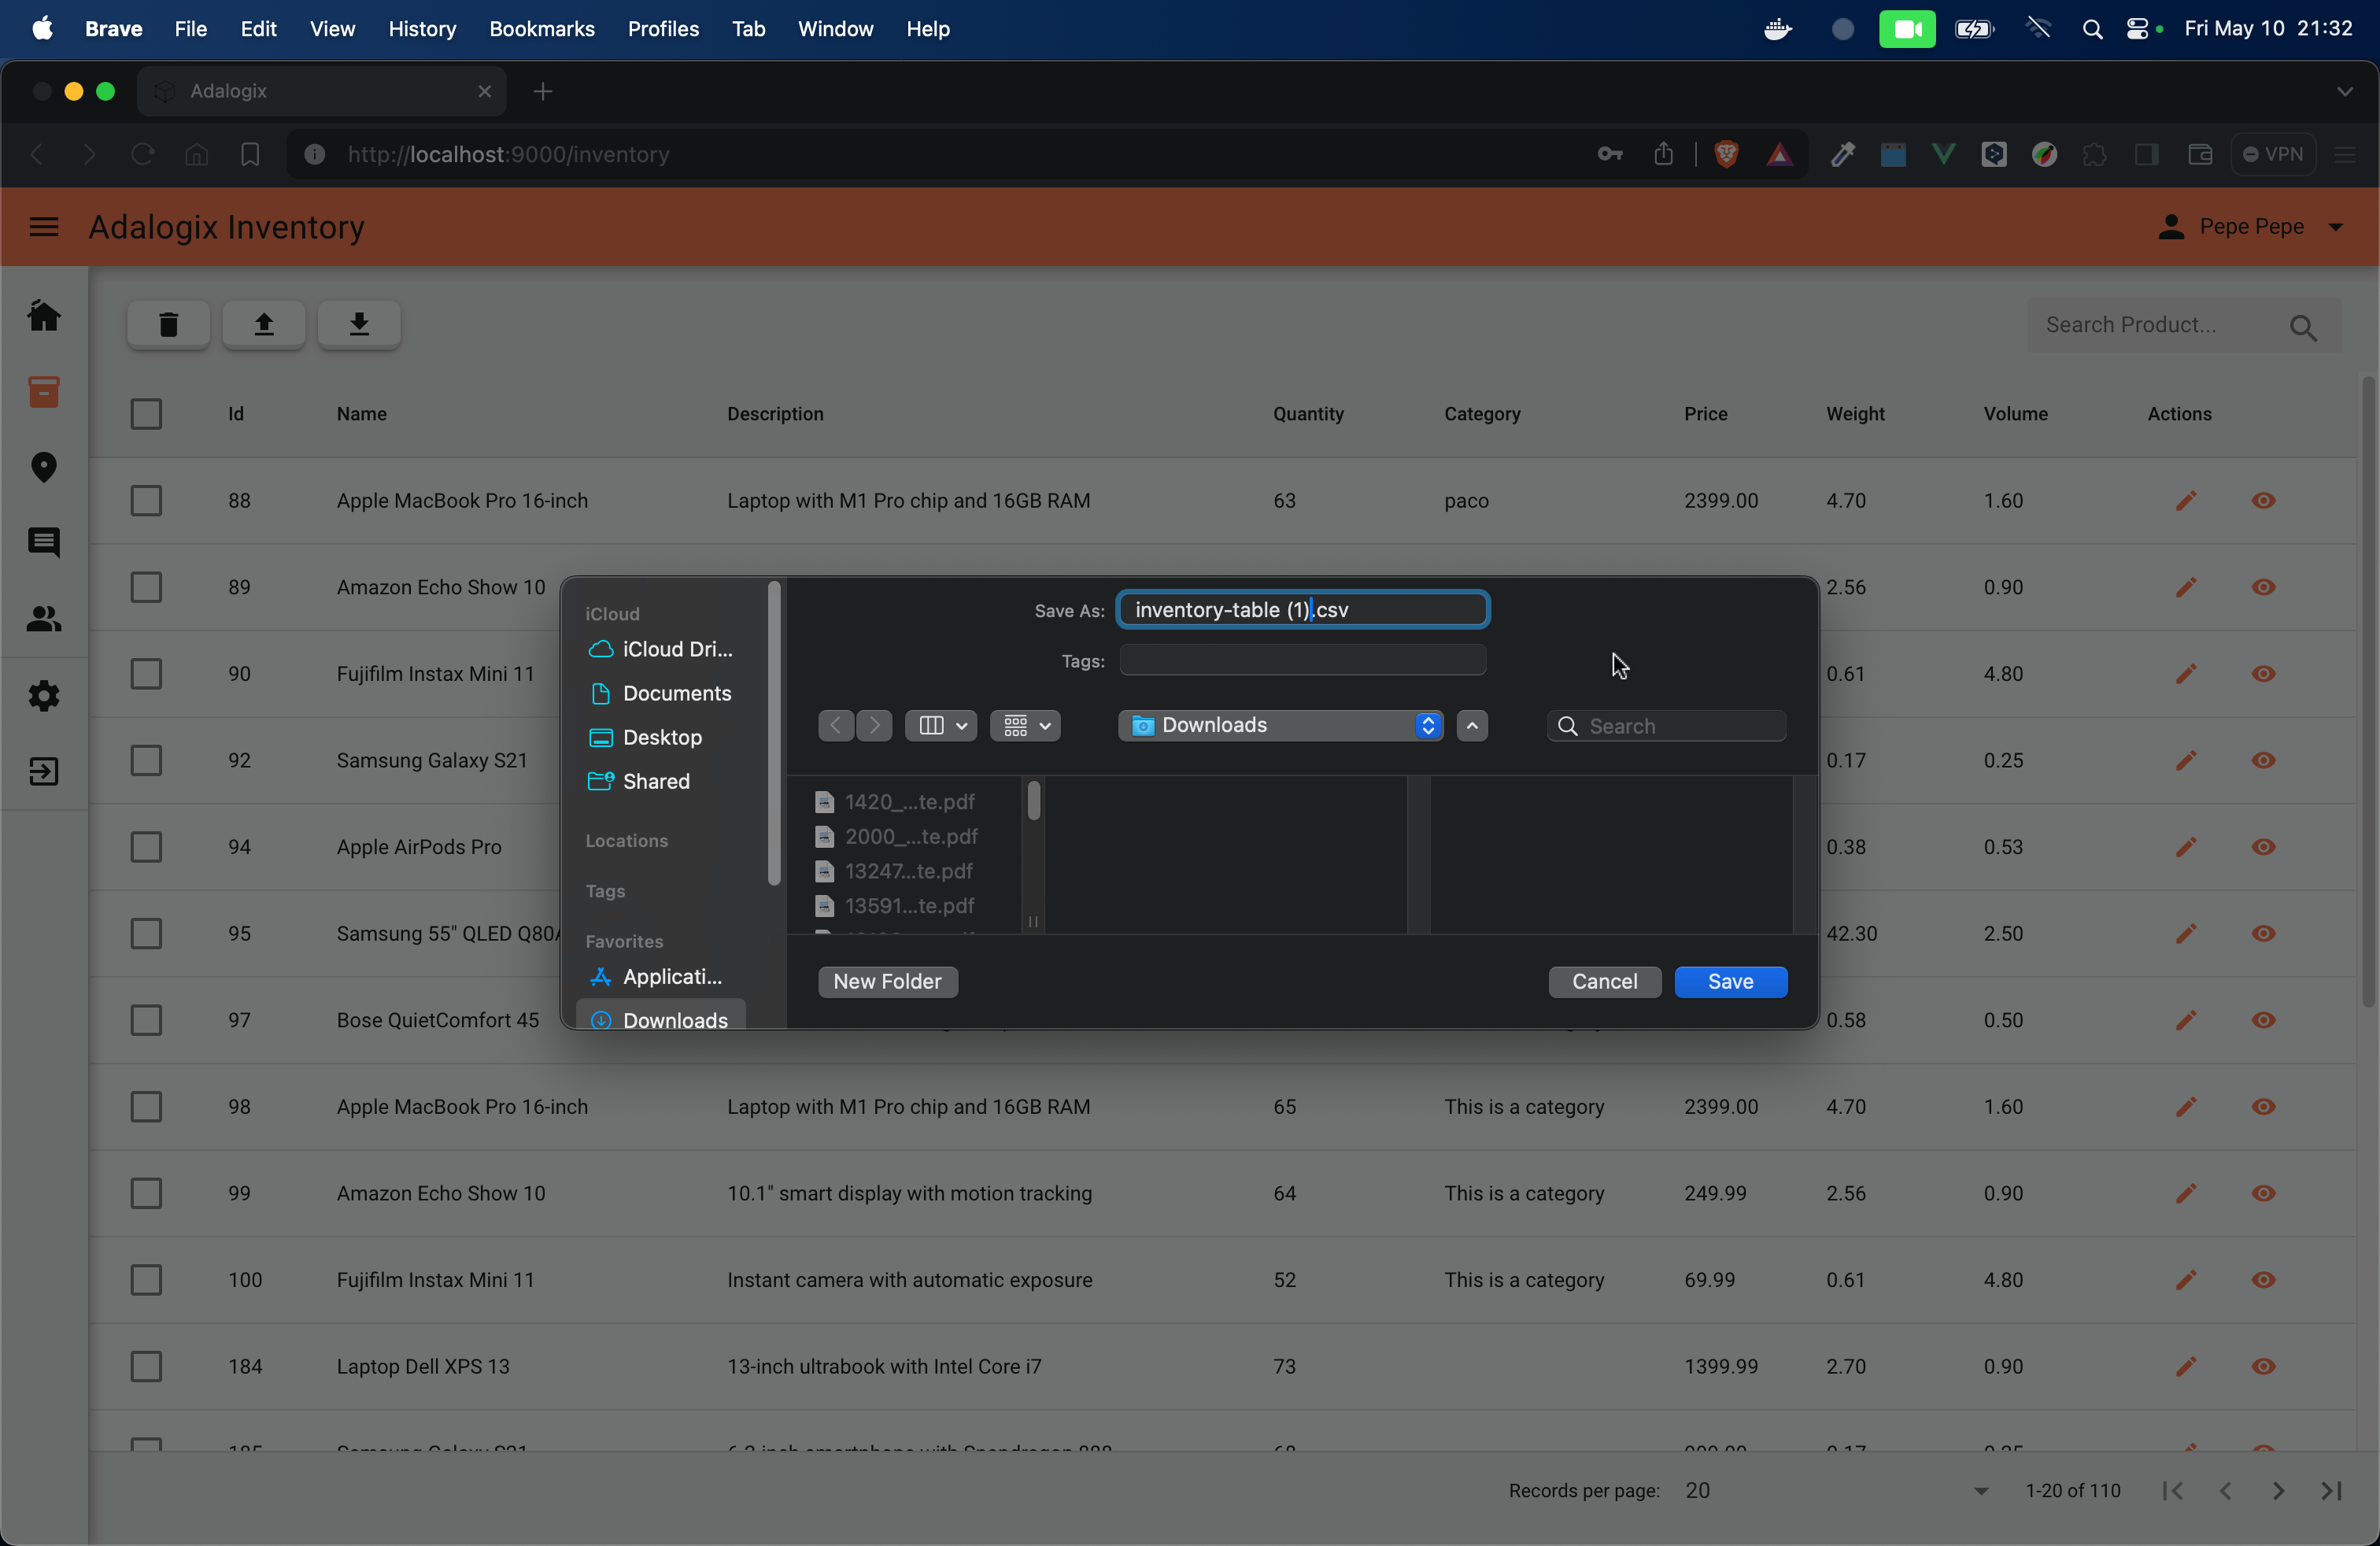 Brave File Edit View History Bookmarks Profiles Tab Window Help Fri May 10 21:32
Adalogix
http://localhost:9000/inventory VPN
Adalogix Inventory Pepe Pepe
Search Product...
Id Name Description Quantity Category Price Weight Volume Actions
88 Apple MacBook Pro 16-inch Laptop with M1 Pro chip and 16GB RAM 63 paco 2399.00 4.70 1.60
89 Amazon Echo Show 10 2.56 0.90
90 Fujifilm Instax Mini 11 0.61 4.80
92 Samsung Galaxy S21 0.17 0.25
94 Apple AirPods Pro 0.38 0.53
95 Samsung 55" QLED Q80A 42.30 2.50
97 Bose QuietComfort 45 0.58 0.50
98 Apple MacBook Pro 16-inch Laptop with M1 Pro chip and 16GB RAM 65 This is a category 2399.00 4.70 1.60
99 Amazon Echo Show 10 10.1" smart display with motion tracking 64 This is a category 249.99 2.56 0.90
100 Fujifilm Instax Mini 11 Instant camera with automatic exposure 52 This is a category 69.99 0.61 4.80
184 Laptop Dell XPS 13 13-inch ultrabook with Intel Core i7 73 1399.99 2.70 0.90
Records per page: 20 1-20 of 110
iCloud
iCloud Dri...
Documents
Desktop
Shared
Locations
Tags
Favorites
Applicati...
Downloads
Save As: inventory-table (1).csv
Tags:
Downloads Search
1420_...te.pdf
2000_...te.pdf
13247...te.pdf
13591...te.pdf
New Folder Cancel Save